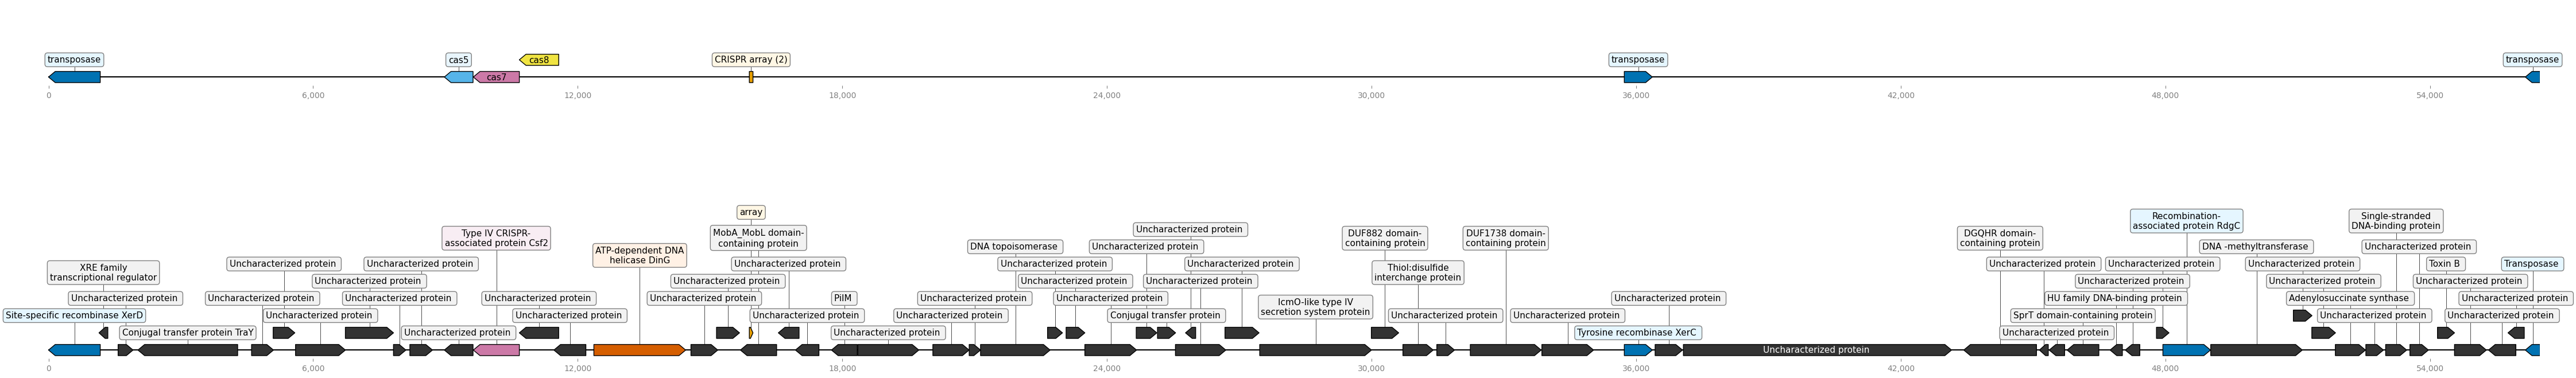 transposase
cas5
cas8
CRISPR array (2)
transposase
transposase
cas7
0
6,000
12,000
18,000
24,000
30,000
36,000
42,000
48,000
54,000
array
Recombination-
associated protein RdgC
Single-stranded
DNA-binding protein
Uncharacterized protein
Type IV CRISPR-
associated protein Csf2
MobA_MobL domain-
containing protein
DUF882 domain-
containing protein
DUF1738 domain-
containing protein
DGQHR domain-
containing protein
ATP-dependent DNA
helicase DinG
DNA topoisomerase
Uncharacterized protein
DNA -methyltransferase
Uncharacterized protein
XRE family
transcriptional regulator
Uncharacterized protein
Uncharacterized protein
Uncharacterized protein
Uncharacterized protein
Uncharacterized protein
Thiol:disulfide
interchange protein
Uncharacterized protein
Uncharacterized protein
Uncharacterized protein
Toxin B
Transposase
Uncharacterized protein
Uncharacterized protein
Uncharacterized protein
Uncharacterized protein
Uncharacterized protein
Uncharacterized protein
Uncharacterized protein
Uncharacterized protein
Uncharacterized protein
Uncharacterized protein
Uncharacterized protein
Uncharacterized protein
PilM
Uncharacterized protein
Uncharacterized protein
IcmO-like type IV
secretion system protein
Uncharacterized protein
HU family DNA-binding protein
Adenylosuccinate synthase
Uncharacterized protein
Site-specific recombinase XerD
Uncharacterized protein
Uncharacterized protein
Uncharacterized protein
Uncharacterized protein
Conjugal transfer protein
Uncharacterized protein
Uncharacterized protein
SprT domain-containing protein
Uncharacterized protein
Uncharacterized protein
Conjugal transfer protein TraY
Uncharacterized protein
Uncharacterized protein
Tyrosine recombinase XerC
Uncharacterized protein
Uncharacterized protein
0
6,000
12,000
18,000
24,000
30,000
36,000
42,000
48,000
54,000